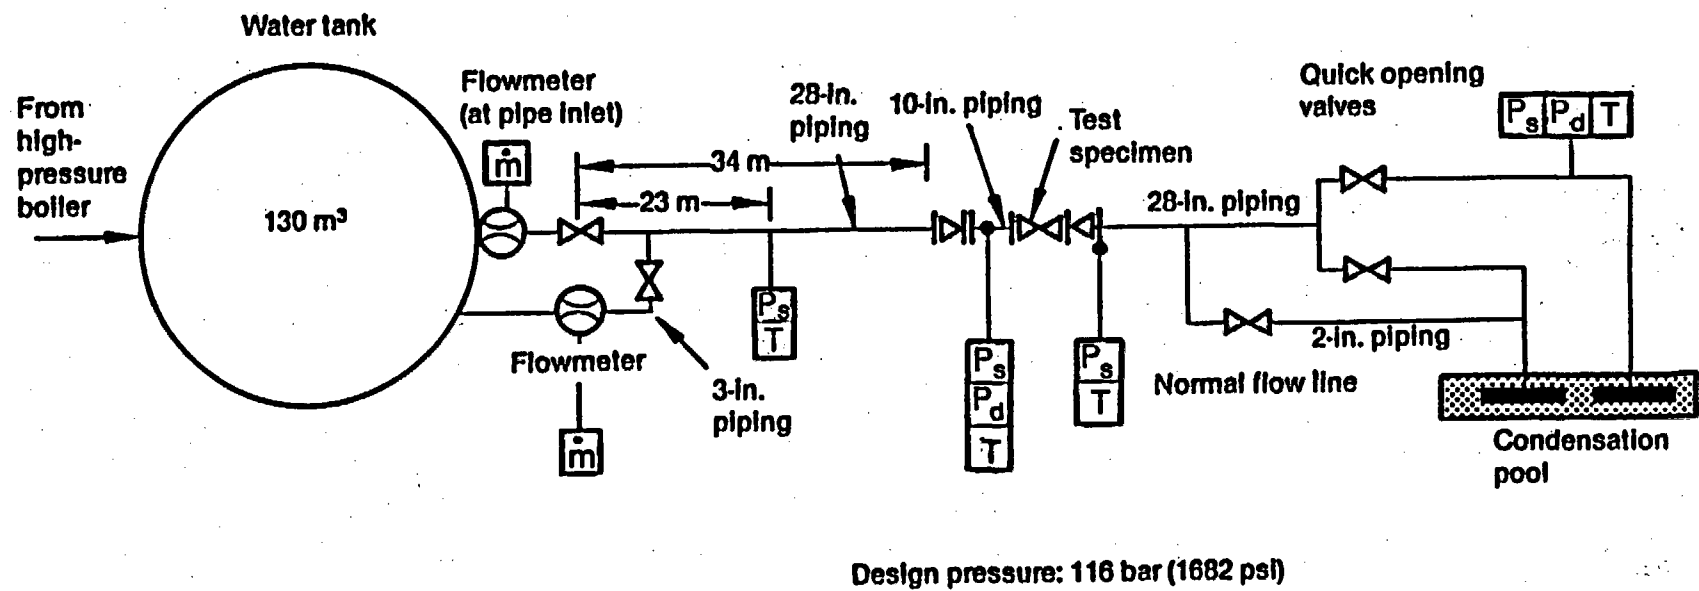 Water tank
From
high-
pressure
boiler
130 m³
Flowmeter
(at pipe inlet)
ṁ
34 m
23 m
28-in.
piping
10-in. piping
Test
specimen
Quick opening
valves
Ps Pd T
28-in. piping
Ps
T
Flowmeter
ṁ
3-in.
piping
Ps
Pd
T
Ps
T
2-in. piping
Normal flow line
Condensation
pool
Design pressure: 116 bar (1682 psi)